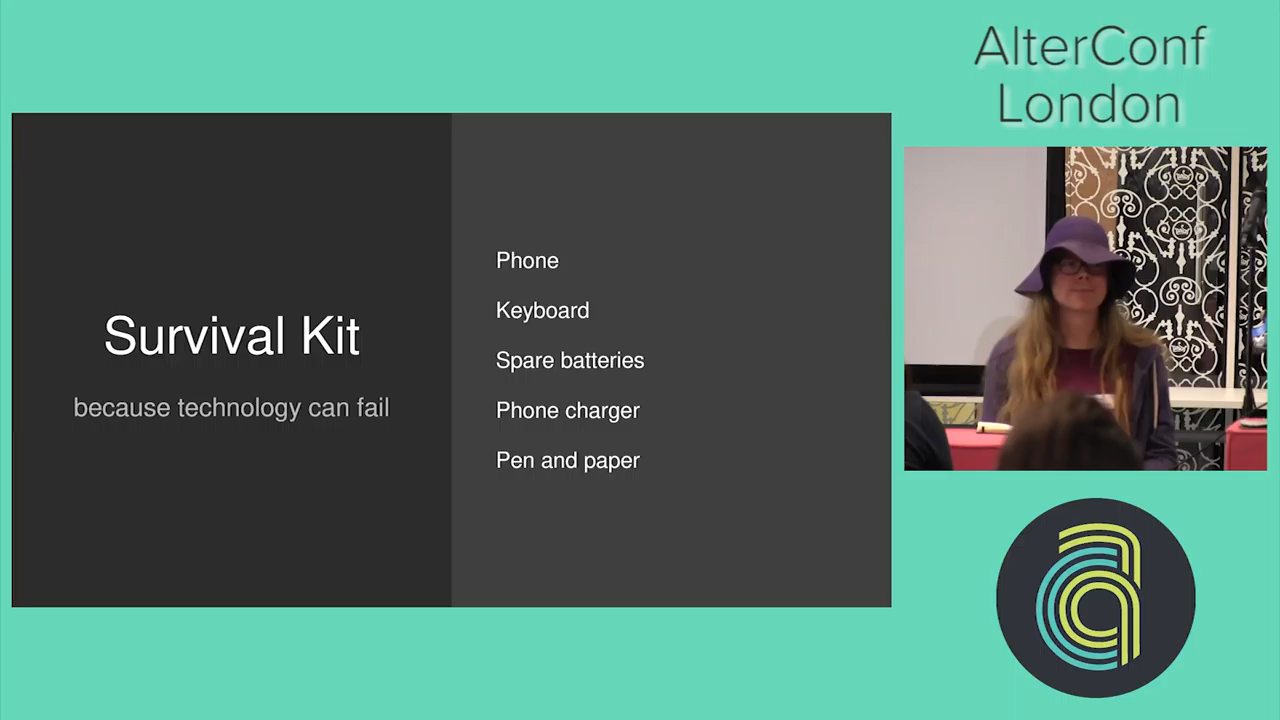 AlterConf
London
Survival Kit
because technology can fail
Phone
Keyboard
Spare batteries
Phone charger
Pen and paper